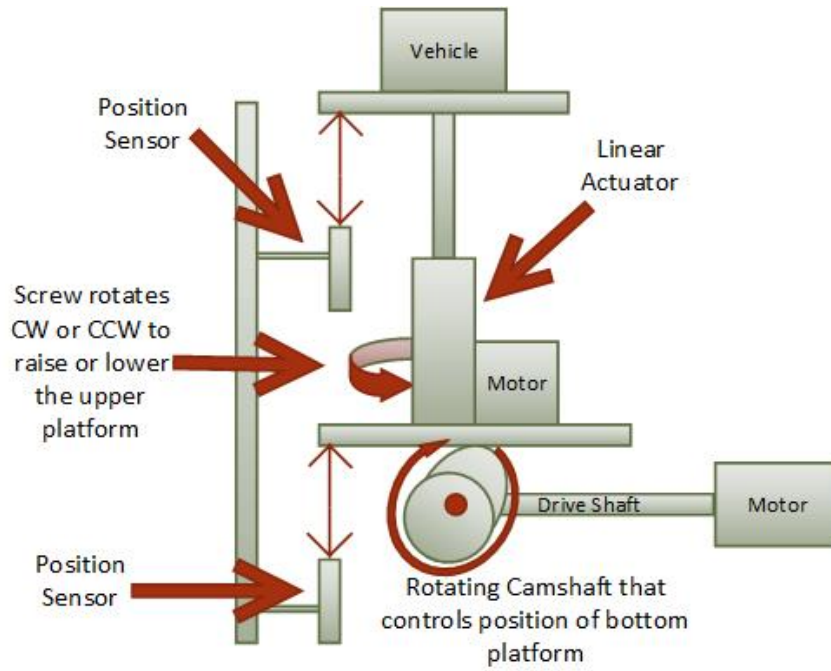 Vehicle
Position
Sensor
Linear
Actuator
Screw rotates
CW or CCW to
raise or lower
the upper
platform
Motor
Drive Shaft
Motor
Position
Sensor
Rotating Camshaft that
controls position of bottom
platform